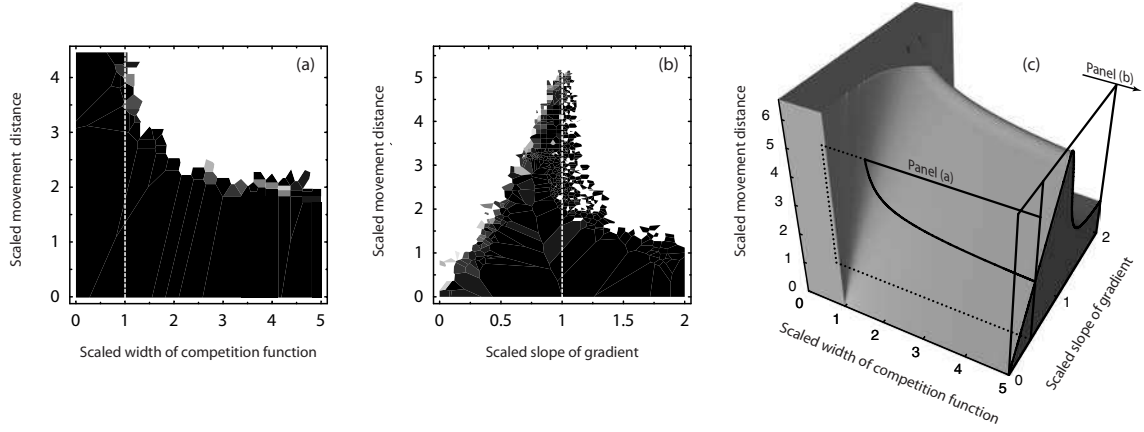 (a)
Scaled movement distance
4
3
2
1
0
0 1 2 3 4 5
Scaled width of competition function
(b)
Scaled movement distance
5
4
3
2
1
0
0 0.5 1 1.5 2
Scaled slope of gradient
(c)
Panel (b)
Panel (a)
Scaled movement distance
6
5
4
3
2
1
0
0 1 2 3 4 5
Scaled width of competition function
0 1 2
Scaled slope of gradient